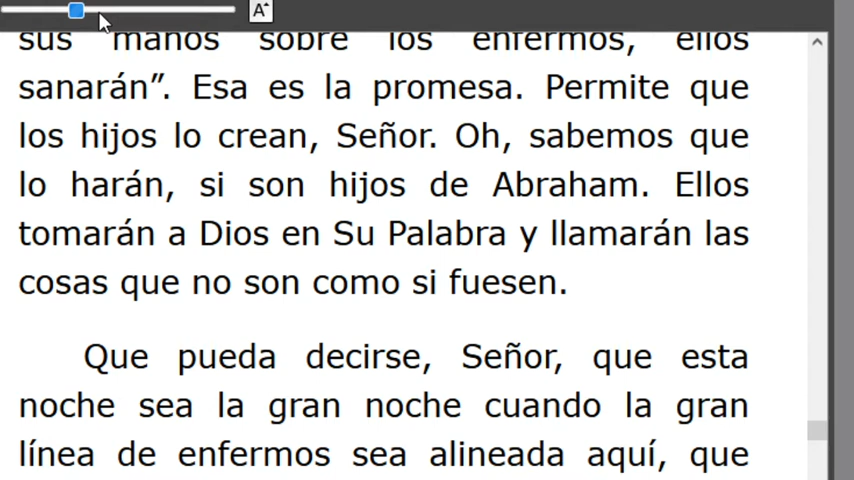 A
sus manos sobre los enfermos, ellos
sanarán”. Esa es la promesa. Permite que
los hijos lo crean, Señor. Oh, sabemos que
lo harán, si son hijos de Abraham. Ellos
tomarán a Dios en Su Palabra y llamarán las
cosas que no son como si fuesen.
Que pueda decirse, Señor, que esta
noche sea la gran noche cuando la gran
línea de enfermos sea alineada aquí, que